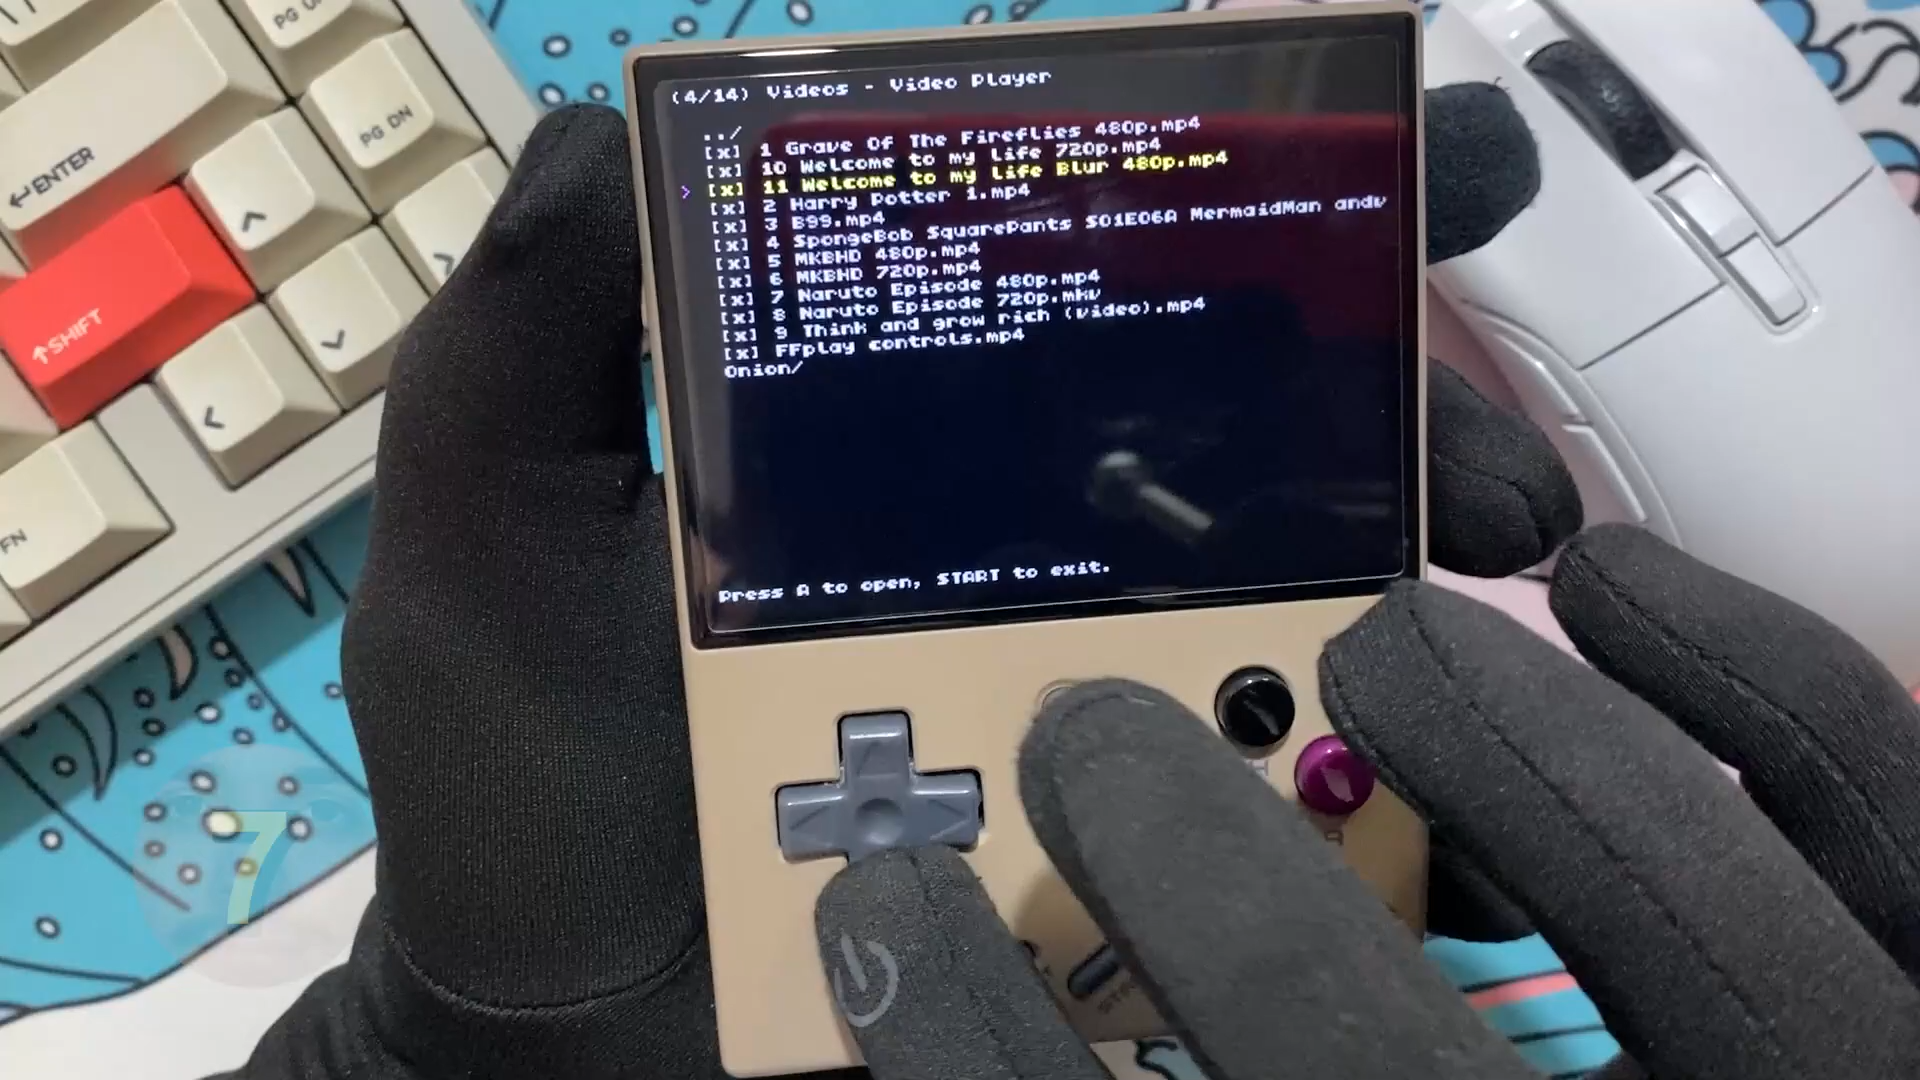 (4/14) Videos - Video Player
../
[x] 1 Grave Of The Fireflies 480p.mp4
[x] 10 Welcome to my Life 720p.mp4
> [x] 11 Welcome to my Life Blur 480p.mp4
[x] 2 Harry Potter 1.mp4
[x] 3 B99.mp4
[x] 4 SpongeBob SquarePants S01E06A MermaidMan andv
[x] 5 MKBHD 480p.mp4
[x] 6 MKBHD 720p.mp4
[x] 7 Naruto Episode 480p.mp4
[x] 8 Naruto Episode 720p.mkv
[x] 9 Think and grow rich (video).mp4
[x] FFplay controls.mp4
Onion/
Press A to open, START to exit.
PG DN
←ENTER
↑SHIFT
FN
7